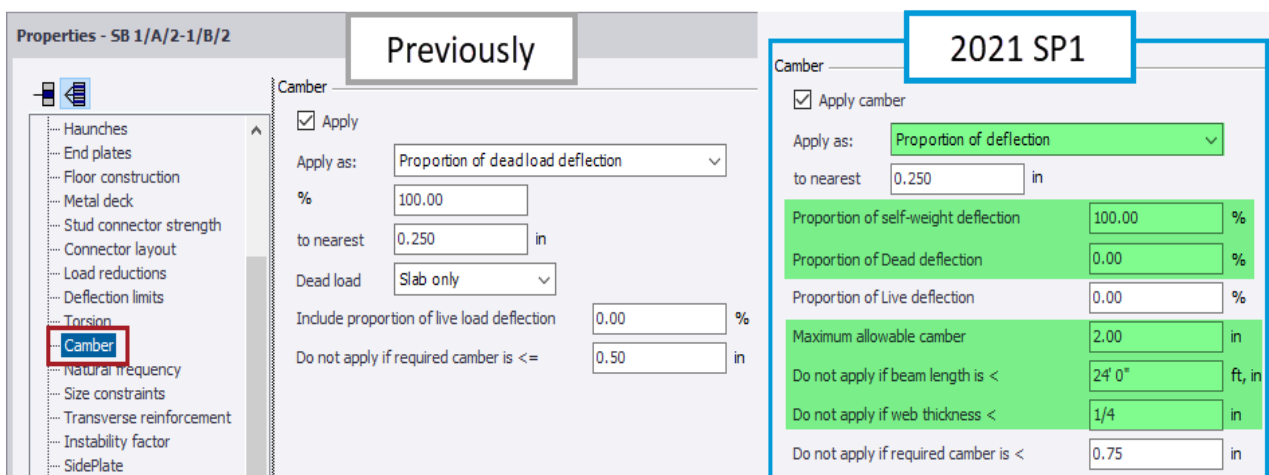 Properties - SB 1/A/2-1/B/2
Previously
Haunches
End plates
Floor construction
Metal deck
Stud connector strength
Connector layout
Load reductions
Deflection limits
Torsion
Camber
Natural frequency
Size constraints
Transverse reinforcement
Instability factor
SidePlate
Camber
Apply
Apply as: Proportion of dead load deflection
% 100.00
to nearest 0.250 in
Dead load Slab only
Include proportion of live load deflection 0.00 %
Do not apply if required camber is <= 0.50 in
2021 SP1
Camber
Apply camber
Apply as: Proportion of deflection
to nearest 0.250 in
Proportion of self-weight deflection 100.00 %
Proportion of Dead deflection 0.00 %
Proportion of Live deflection 0.00 %
Maximum allowable camber 2.00 in
Do not apply if beam length is < 24' 0" ft, in
Do not apply if web thickness < 1/4 in
Do not apply if required camber is < 0.75 in